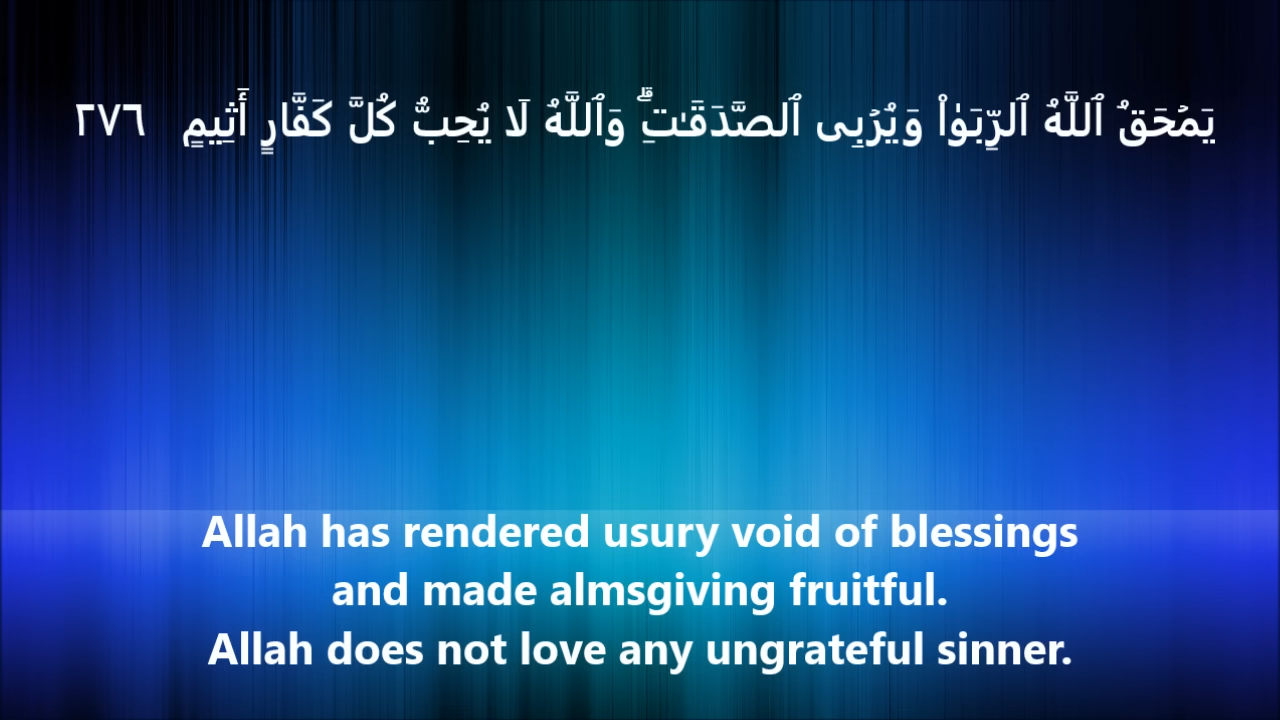 يَمْحَقُ ٱللَّهُ ٱلرِّبَوٰا۟ وَيُرْبِى ٱلصَّدَقَـٰتِ ۗ وَٱللَّهُ لَا يُحِبُّ كُلَّ كَفَّارٍ أَثِيمٍ ٢٧٦
Allah has rendered usury void of blessings
and made almsgiving fruitful.
Allah does not love any ungrateful sinner.